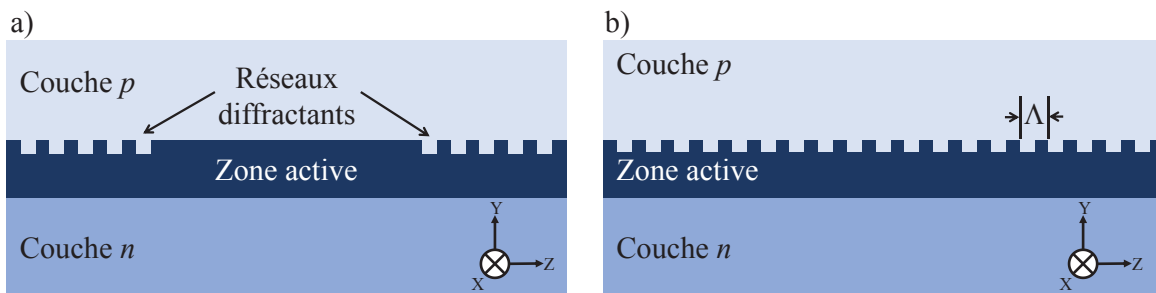 a)
Couche p
Réseaux
diffractants
Zone active
Couche n
Y
Z
X
b)
Couche p
Λ
Zone active
Couche n
Y
Z
X